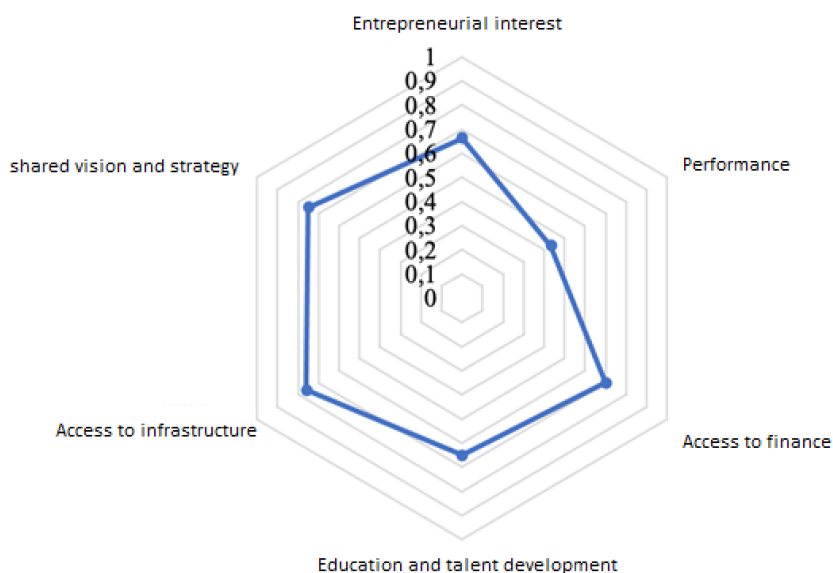 Entrepreneurial interest
1
0,9
0,8
0,7
0,6
0,5
0,4
0,3
0,2
0,1
0
shared vision and strategy
Performance
Access to infrastructure
Access to finance
Education and talent development